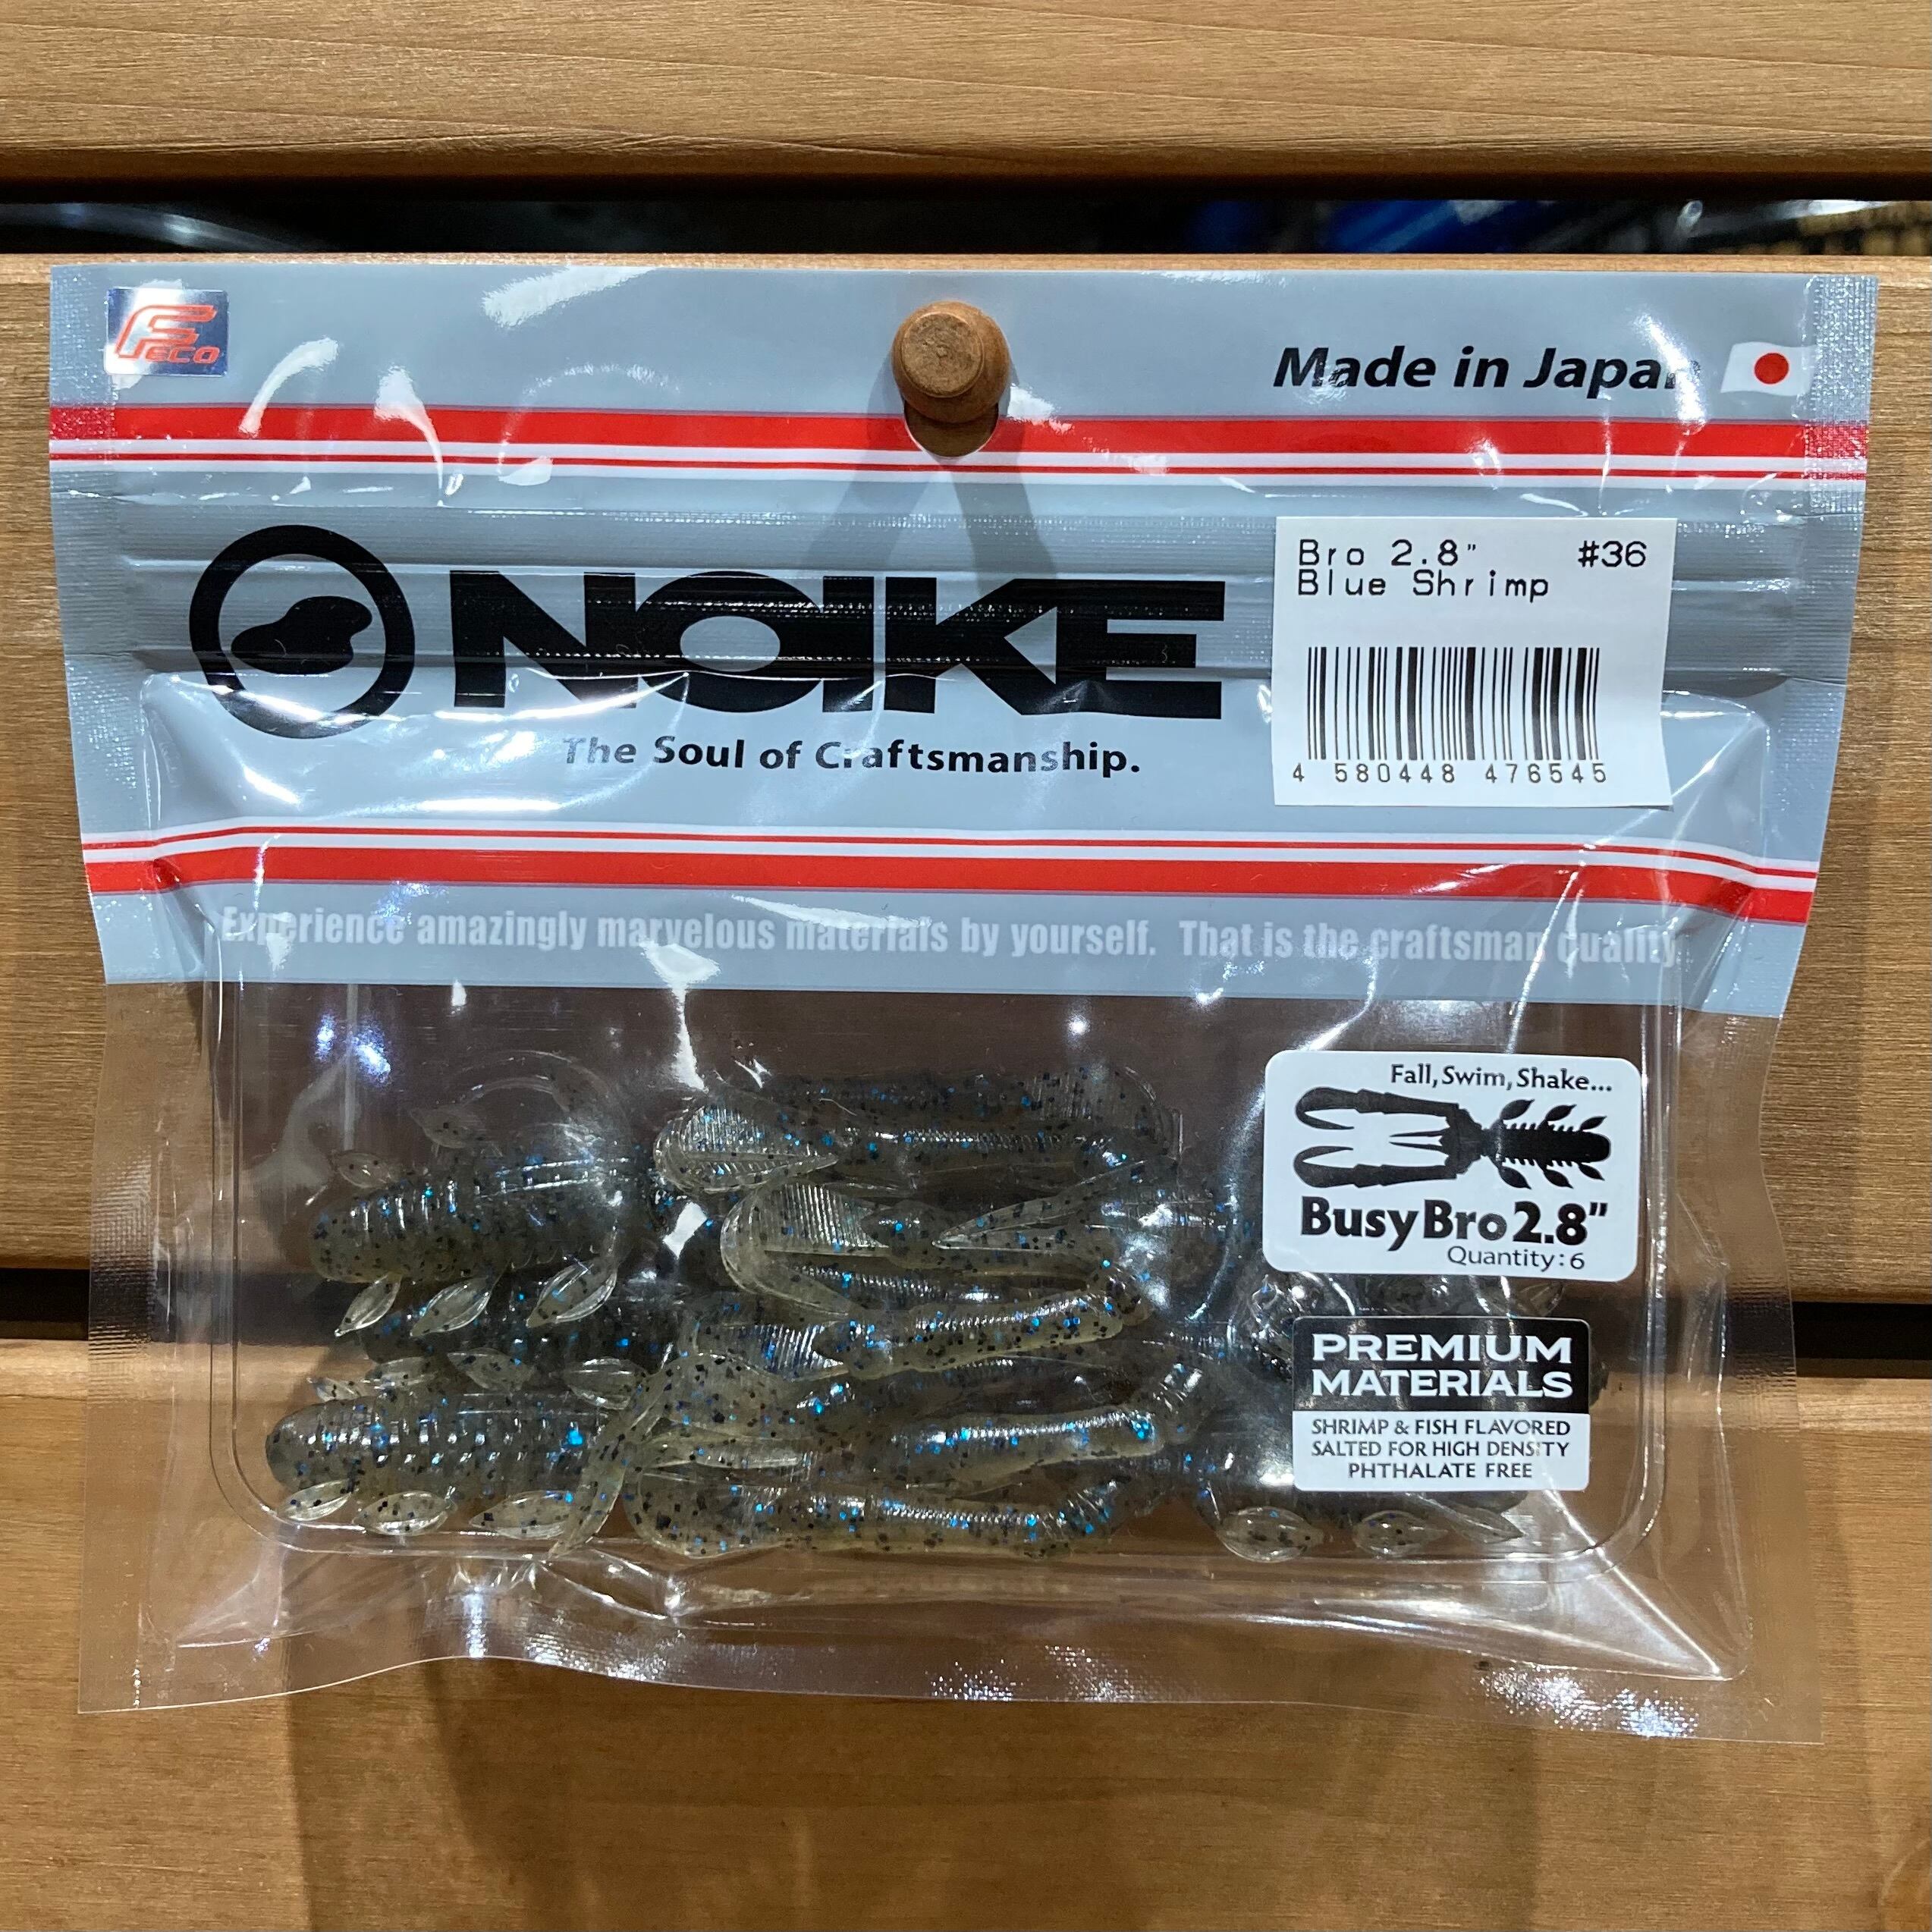 Feco
Made in Japan
NOIKE
The Soul of Craftsmanship.
Bro 2.8" #36
Blue Shrimp
4 580448 476545
Experience amazingly marvelous materials by yourself. That is the craftsman quality.
Fall, Swim, Shake...
BusyBro2.8"
Quantity:6
PREMIUM
MATERIALS
SHRIMP & FISH FLAVORED
SALTED FOR HIGH DENSITY
PHTHALATE FREE